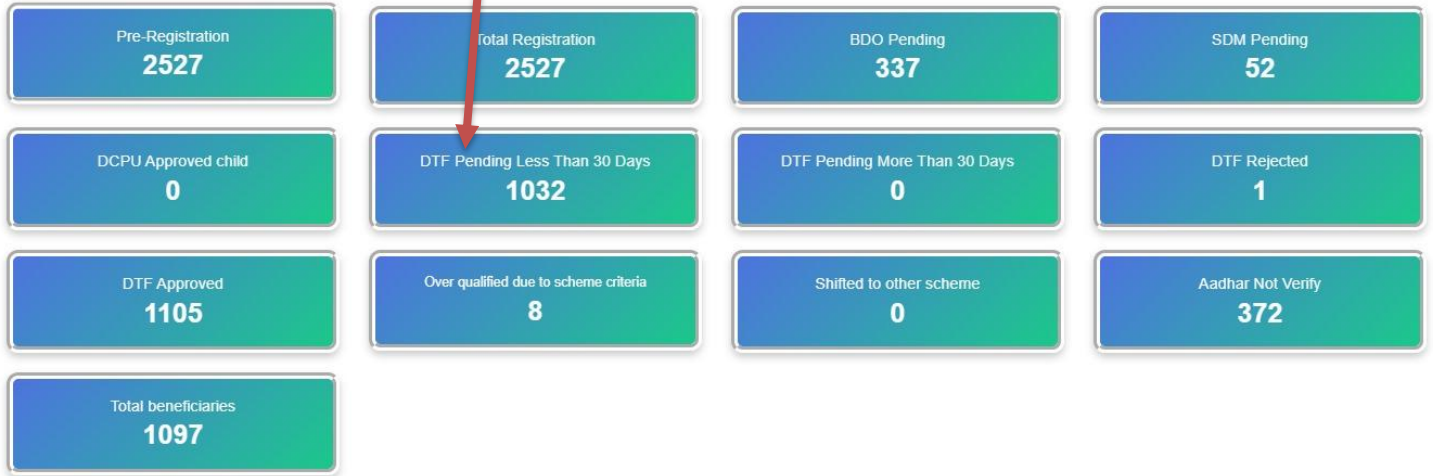 Pre-Registration
2527
Total Registration
2527
BDO Pending
337
SDM Pending
52
DCPU Approved child
0
DTF Pending Less Than 30 Days
1032
DTF Pending More Than 30 Days
0
DTF Rejected
1
DTF Approved
1105
Over qualified due to scheme criteria
8
Shifted to other scheme
0
Aadhar Not Verify
372
Total beneficiaries
1097